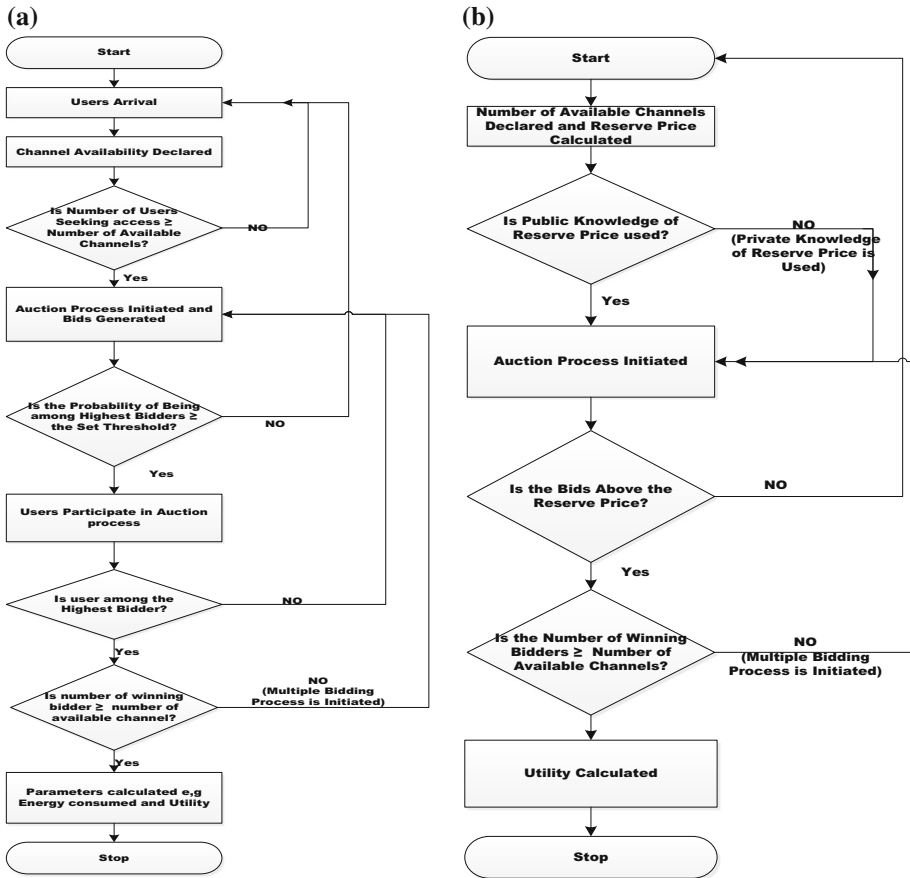 (a)
Start
Users Arrival
Channel Availability Declared
Is Number of Users
Seeking access ≥
Number of Available
Channels?
NO
Yes
Auction Process Initiated and
Bids Generated
Is the Probability of Being
among Highest Bidders ≥
the Set Threshold?
NO
Yes
Users Participate in Auction
process
Is user among the
Highest Bidder?
NO
Yes
Is number of winning
bidder ≥ number of
available channel?
NO
(Multiple Bidding
Process is Initiated)
Yes
Parameters calculated e,g
Energy consumed and Utility
Stop
(b)
Start
Number of Available Channels
Declared and Reserve Price
Calculated
Is Public Knowledge of
Reserve Price used?
NO
(Private Knowledge
of Reserve Price is
Used)
Yes
Auction Process Initiated
Is the Bids Above the
Reserve Price?
NO
Yes
Is the Number of Winning
Bidders ≥ Number of
Available Channels?
NO
(Multiple Bidding
Process is Initiated)
Utility Calculated
Stop